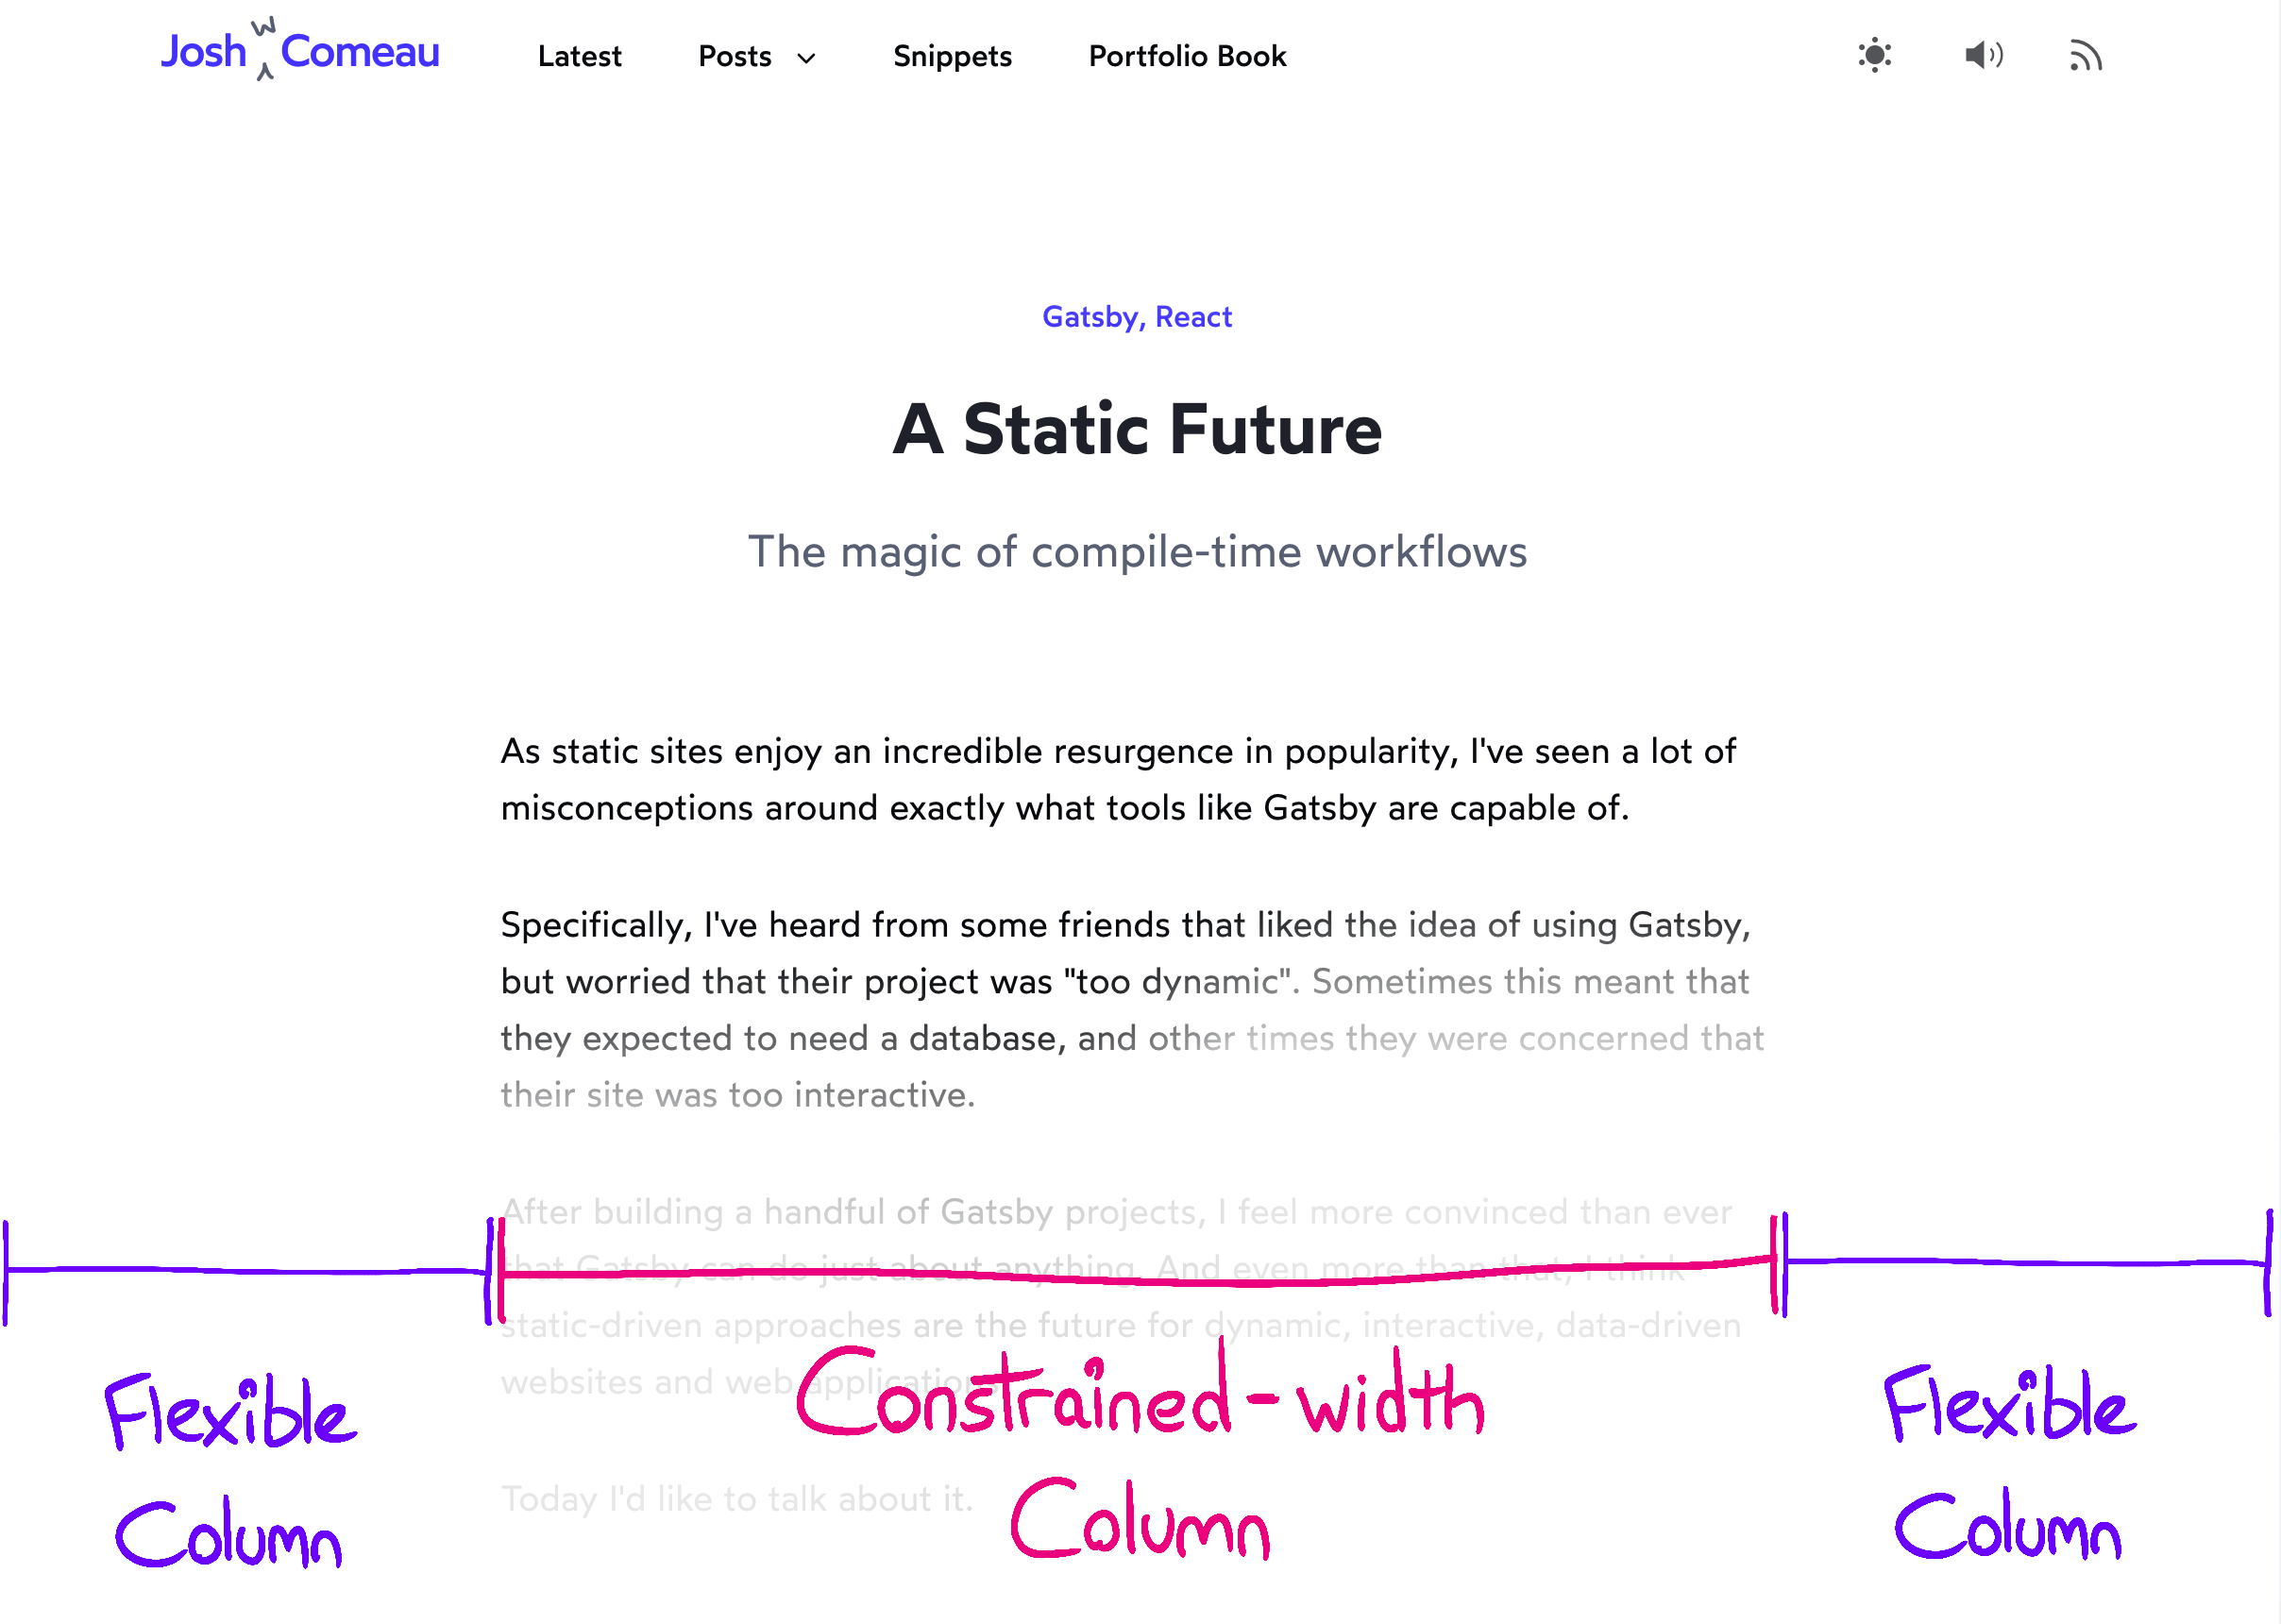 Josh W Comeau Latest Posts Snippets Portfolio Book
Gatsby, React
A Static Future
The magic of compile-time workflows
As static sites enjoy an incredible resurgence in popularity, I've seen a lot of
misconceptions around exactly what tools like Gatsby are capable of.
Specifically, I've heard from some friends that liked the idea of using Gatsby,
but worried that their project was "too dynamic". Sometimes this meant that
they expected to need a database, and other times they were concerned that
their site was too interactive.
After building a handful of Gatsby projects, I feel more convinced than ever
that Gatsby can do just about anything. And even more than that, I think
static-driven approaches are the future for dynamic, interactive, data-driven
websites and web
Today I'd like to talk about it.
Flexible
Column
Constrained-width
Column
Flexible
Column